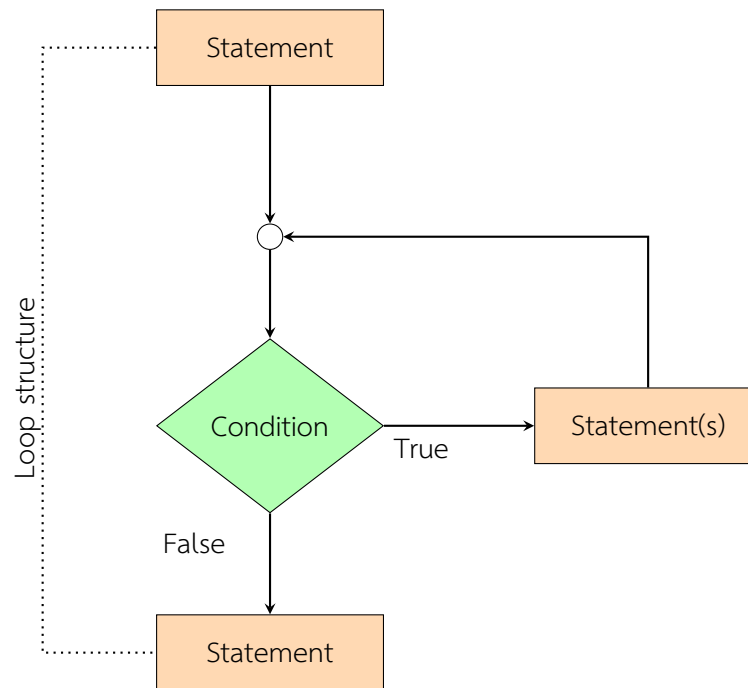 Statement
Loop structure
Condition
True
Statement(s)
False
Statement